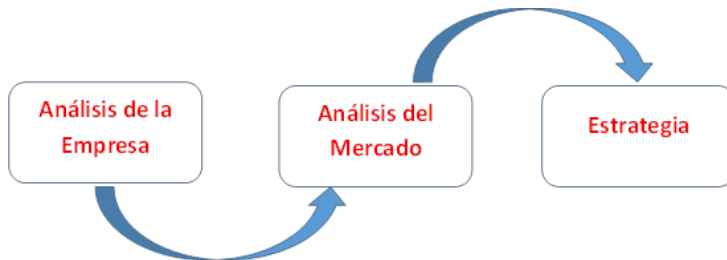 Análisis de la
Empresa
Análisis del
Mercado
Estrategia